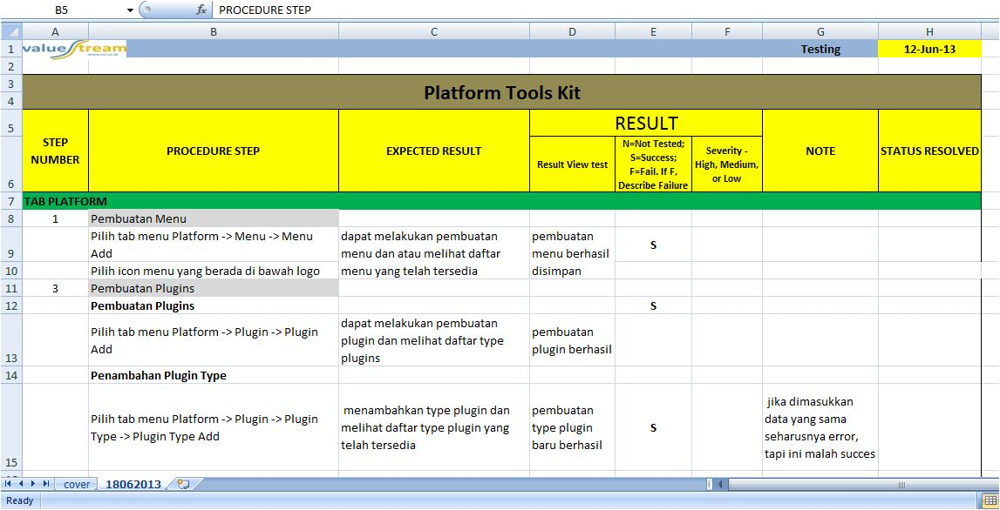 B5 fx PROCEDURE STEP
A B C D E F G H
1 valuestream Testing 12-Jun-13
2
3
4 Platform Tools Kit
5 STEP NUMBER PROCEDURE STEP EXPECTED RESULT RESULT NOTE STATUS RESOLVED
6 Result View test
N=Not Tested;
S=Success;
F=Fail. If F,
Describe Failure
Severity -
High, Medium,
or Low
7 TAB PLATFORM
8 1 Pembuatan Menu
9 Pilih tab menu Platform -> Menu -> Menu
Add
dapat melakukan pembuatan
menu dan atau melihat daftar
menu yang telah tersedia
pembuatan
menu berhasil
disimpan
S
10 Pilih icon menu yang berada di bawah logo
11 3 Pembuatan Plugins
12 Pembuatan Plugins S
13 Pilih tab menu Platform -> Plugin -> Plugin
Add
dapat melakukan pembuatan
plugin dan melihat daftar type
plugins
pembuatan
plugin berhasil
14 Penambahan Plugin Type
15 Pilih tab menu Platform -> Plugin -> Plugin
Type -> Plugin Type Add
menambahkan type plugin dan
melihat daftar type plugin yang
telah tersedia
pembuatan
type plugin
baru berhasil
S
jika dimasukkan
data yang sama
seharusnya error,
tapi ini malah succes
cover 18062013
Ready